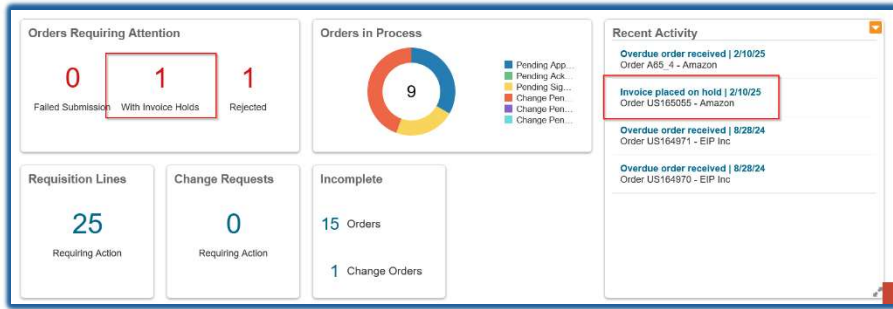 Orders Requiring Attention
0
Failed Submission
1
With Invoice Holds
1
Rejected
Orders in Process
9
Pending App...
Pending Ack...
Pending Sig...
Change Pen...
Change Pen...
Change Pen...
Recent Activity
Overdue order received | 2/10/25
Order A65_4 - Amazon
Invoice placed on hold | 2/10/25
Order US165055 - Amazon
Overdue order received | 8/28/24
Order US164971 - EIP Inc
Overdue order received | 8/28/24
Order US164970 - EIP Inc
Requisition Lines
25
Requiring Action
Change Requests
0
Requiring Action
Incomplete
15 Orders
1 Change Orders